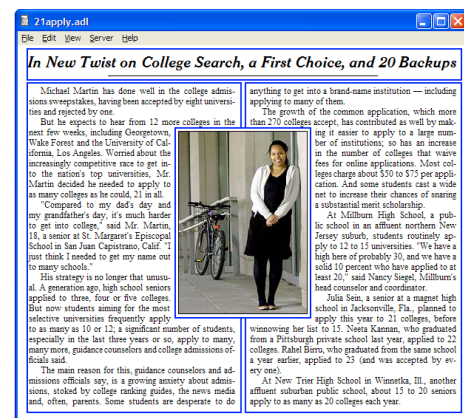 21apply.adl
File Edit View Server Help
In New Twist on College Search, a First Choice, and 20 Backups
Michael Martin has done well in the college admis-
sions sweepstakes, having been accepted by eight universi-
ties and rejected by one.
But he expects to hear from 12 more colleges in the
next few weeks, including Georgetown,
Wake Forest and the University of Cal-
ifornia, Los Angeles. Worried about the
increasingly competitive race to get in-
to the nation's top universities, Mr.
Martin decided he needed to apply to
as many colleges as he could, 21 in all.
"Compared to my dad's day and
my grandfather's day, it's much harder
to get into college," said Mr. Martin,
18, a senior at St. Margaret's Episcopal
School in San Juan Capistrano, Calif. "I
just think I needed to get my name out
to many schools."
His strategy is no longer that unusu-
al. A generation ago, high school seniors
applied to three, four or five colleges.
But now students aiming for the most
selective universities frequently apply
to as many as 10 or 12; a significant number of students,
especially in the last three years or so, apply to many,
many more, guidance counselors and college admissions of-
ficials said.
The main reason for this, guidance counselors and ad-
missions officials say, is a growing anxiety about admis-
sions, stoked by college ranking guides, the news media
and, often, parents. Some students are desperate to do
anything to get into a brand-name institution — including
applying to many of them.
The growth of the common application, which more
than 270 colleges accept, has contributed as well by mak-
ing it easier to apply to a large num-
ber of institutions; so has an increase
in the number of colleges that waive
fees for online applications. Most col-
leges charge about $50 to $75 per appli-
cation. And some students cast a wide
net to increase their chances of snaring
a substantial merit scholarship.
At Millburn High School, a pub-
lic school in an affluent northern New
Jersey suburb, students routinely ap-
ply to 12 to 15 universities. "We have a
high here of probably 30, and we have a
solid 10 percent who have applied to at
least 20," said Nancy Siegel, Millburn's
head counselor and coordinator.
Julia Sein, a senior at a magnet high
school in Jacksonville, Fla., planned to
apply this year to 21 colleges, before
winnowing her list to 15. Neeta Kannan, who graduated
from a Pittsburgh private school last year, applied to 22
colleges. Rahel Birru, who graduated from the same school
a year earlier, applied to 23 (and was accepted by ev-
ery one).
At New Trier High School in Winnetka, Ill., another
affluent suburban public school, about 15 to 20 seniors
apply to as many as 20 colleges each year.